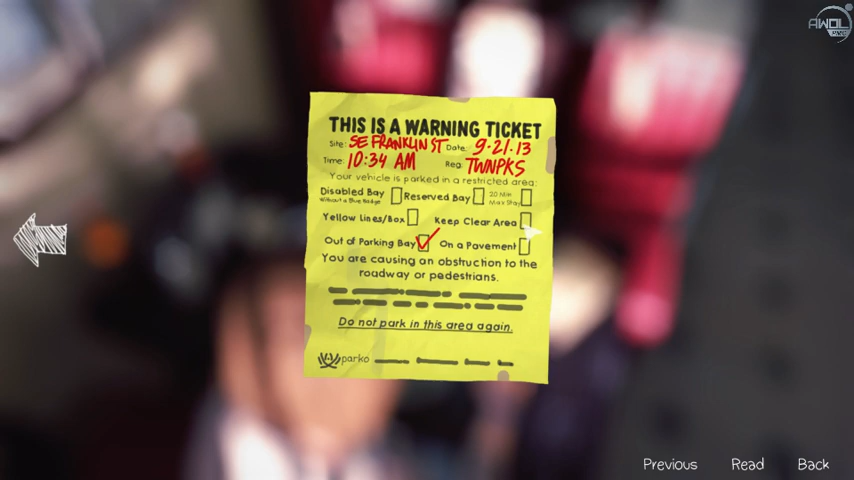 AWOL
THIS IS A WARNING TICKET
Site: SE FRANKLIN ST Date: 9.21.13
Time: 10:34 AM Reg: TWNPKS
Your vehicle is parked in a restricted area:
Disabled Bay Reserved Bay 20 Min
Without a Blue Badge Max Stay
Yellow Lines/Box Keep Clear Area
Out of Parking Bay On a Pavement
You are causing an obstruction to the
roadway or pedestrians.
Do not park in this area again.
parko
Previous Read Back